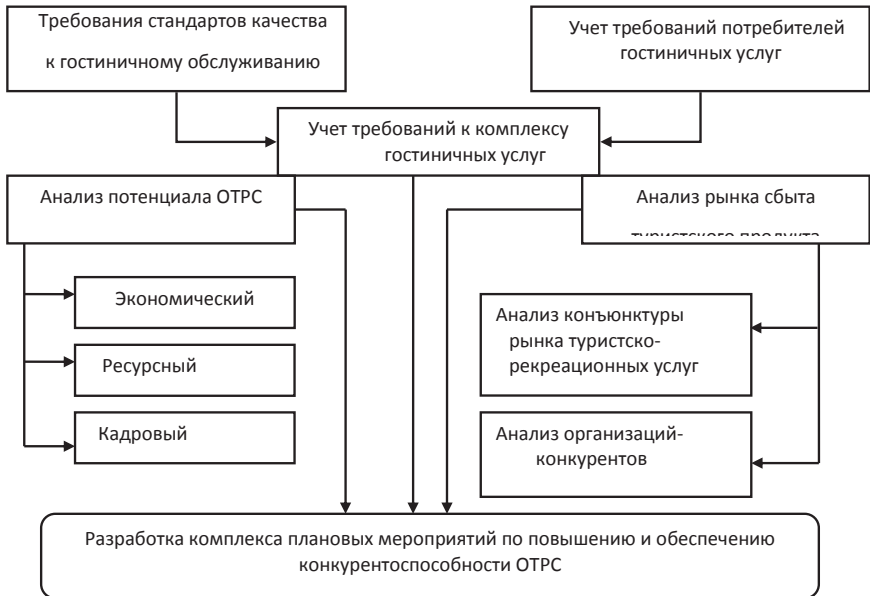 Требования стандартов качества
к гостиничному обслуживанию
Учет требований потребителей
гостиничных услуг
Учет требований к комплексу
гостиничных услуг
Анализ потенциала ОТРС
Анализ рынка сбыта
туристского продукта
Экономический
Ресурсный
Кадровый
Анализ конъюнктуры
рынка туристско-
рекреационных услуг
Анализ организаций-
конкурентов
Разработка комплекса плановых мероприятий по повышению и обеспечению
конкурентоспособности ОТРС